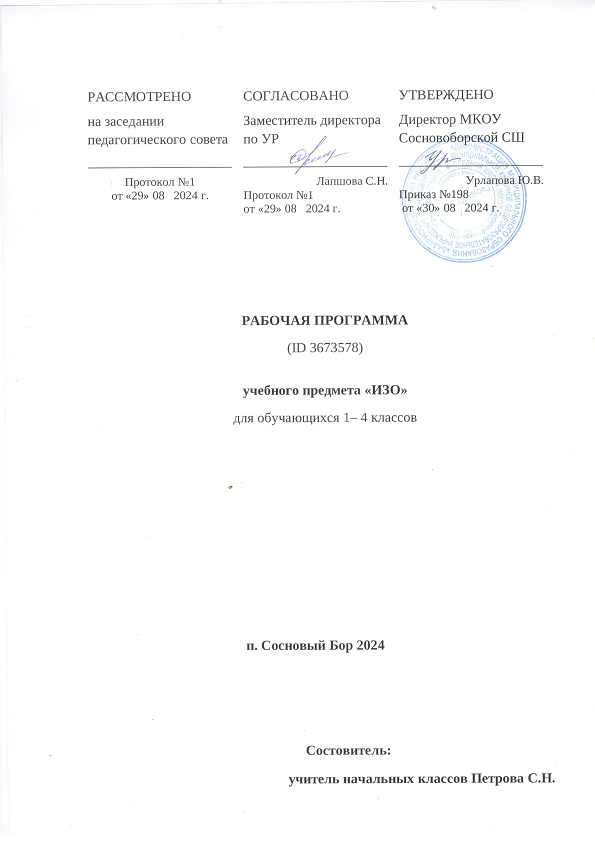 РАССМОТРЕНО
на заседании
педагогического совета
Протокол №1
от «29» 08 2024 г.
СОГЛАСОВАНО
Заместитель директора
по УР
Лапшова С.Н.
Протокол №1
от «29» 08 2024 г.
УТВЕРЖДЕНО
Директор МКОУ
Сосновоборской СШ
Урлапова Ю.В.
Приказ №198
от «30» 08 2024 г.
РАБОЧАЯ ПРОГРАММА
(ID 3673578)
учебного предмета «ИЗО»
для обучающихся 1– 4 классов
п. Сосновый Бор 2024
Состовитель:
учитель начальных классов Петрова С.Н.